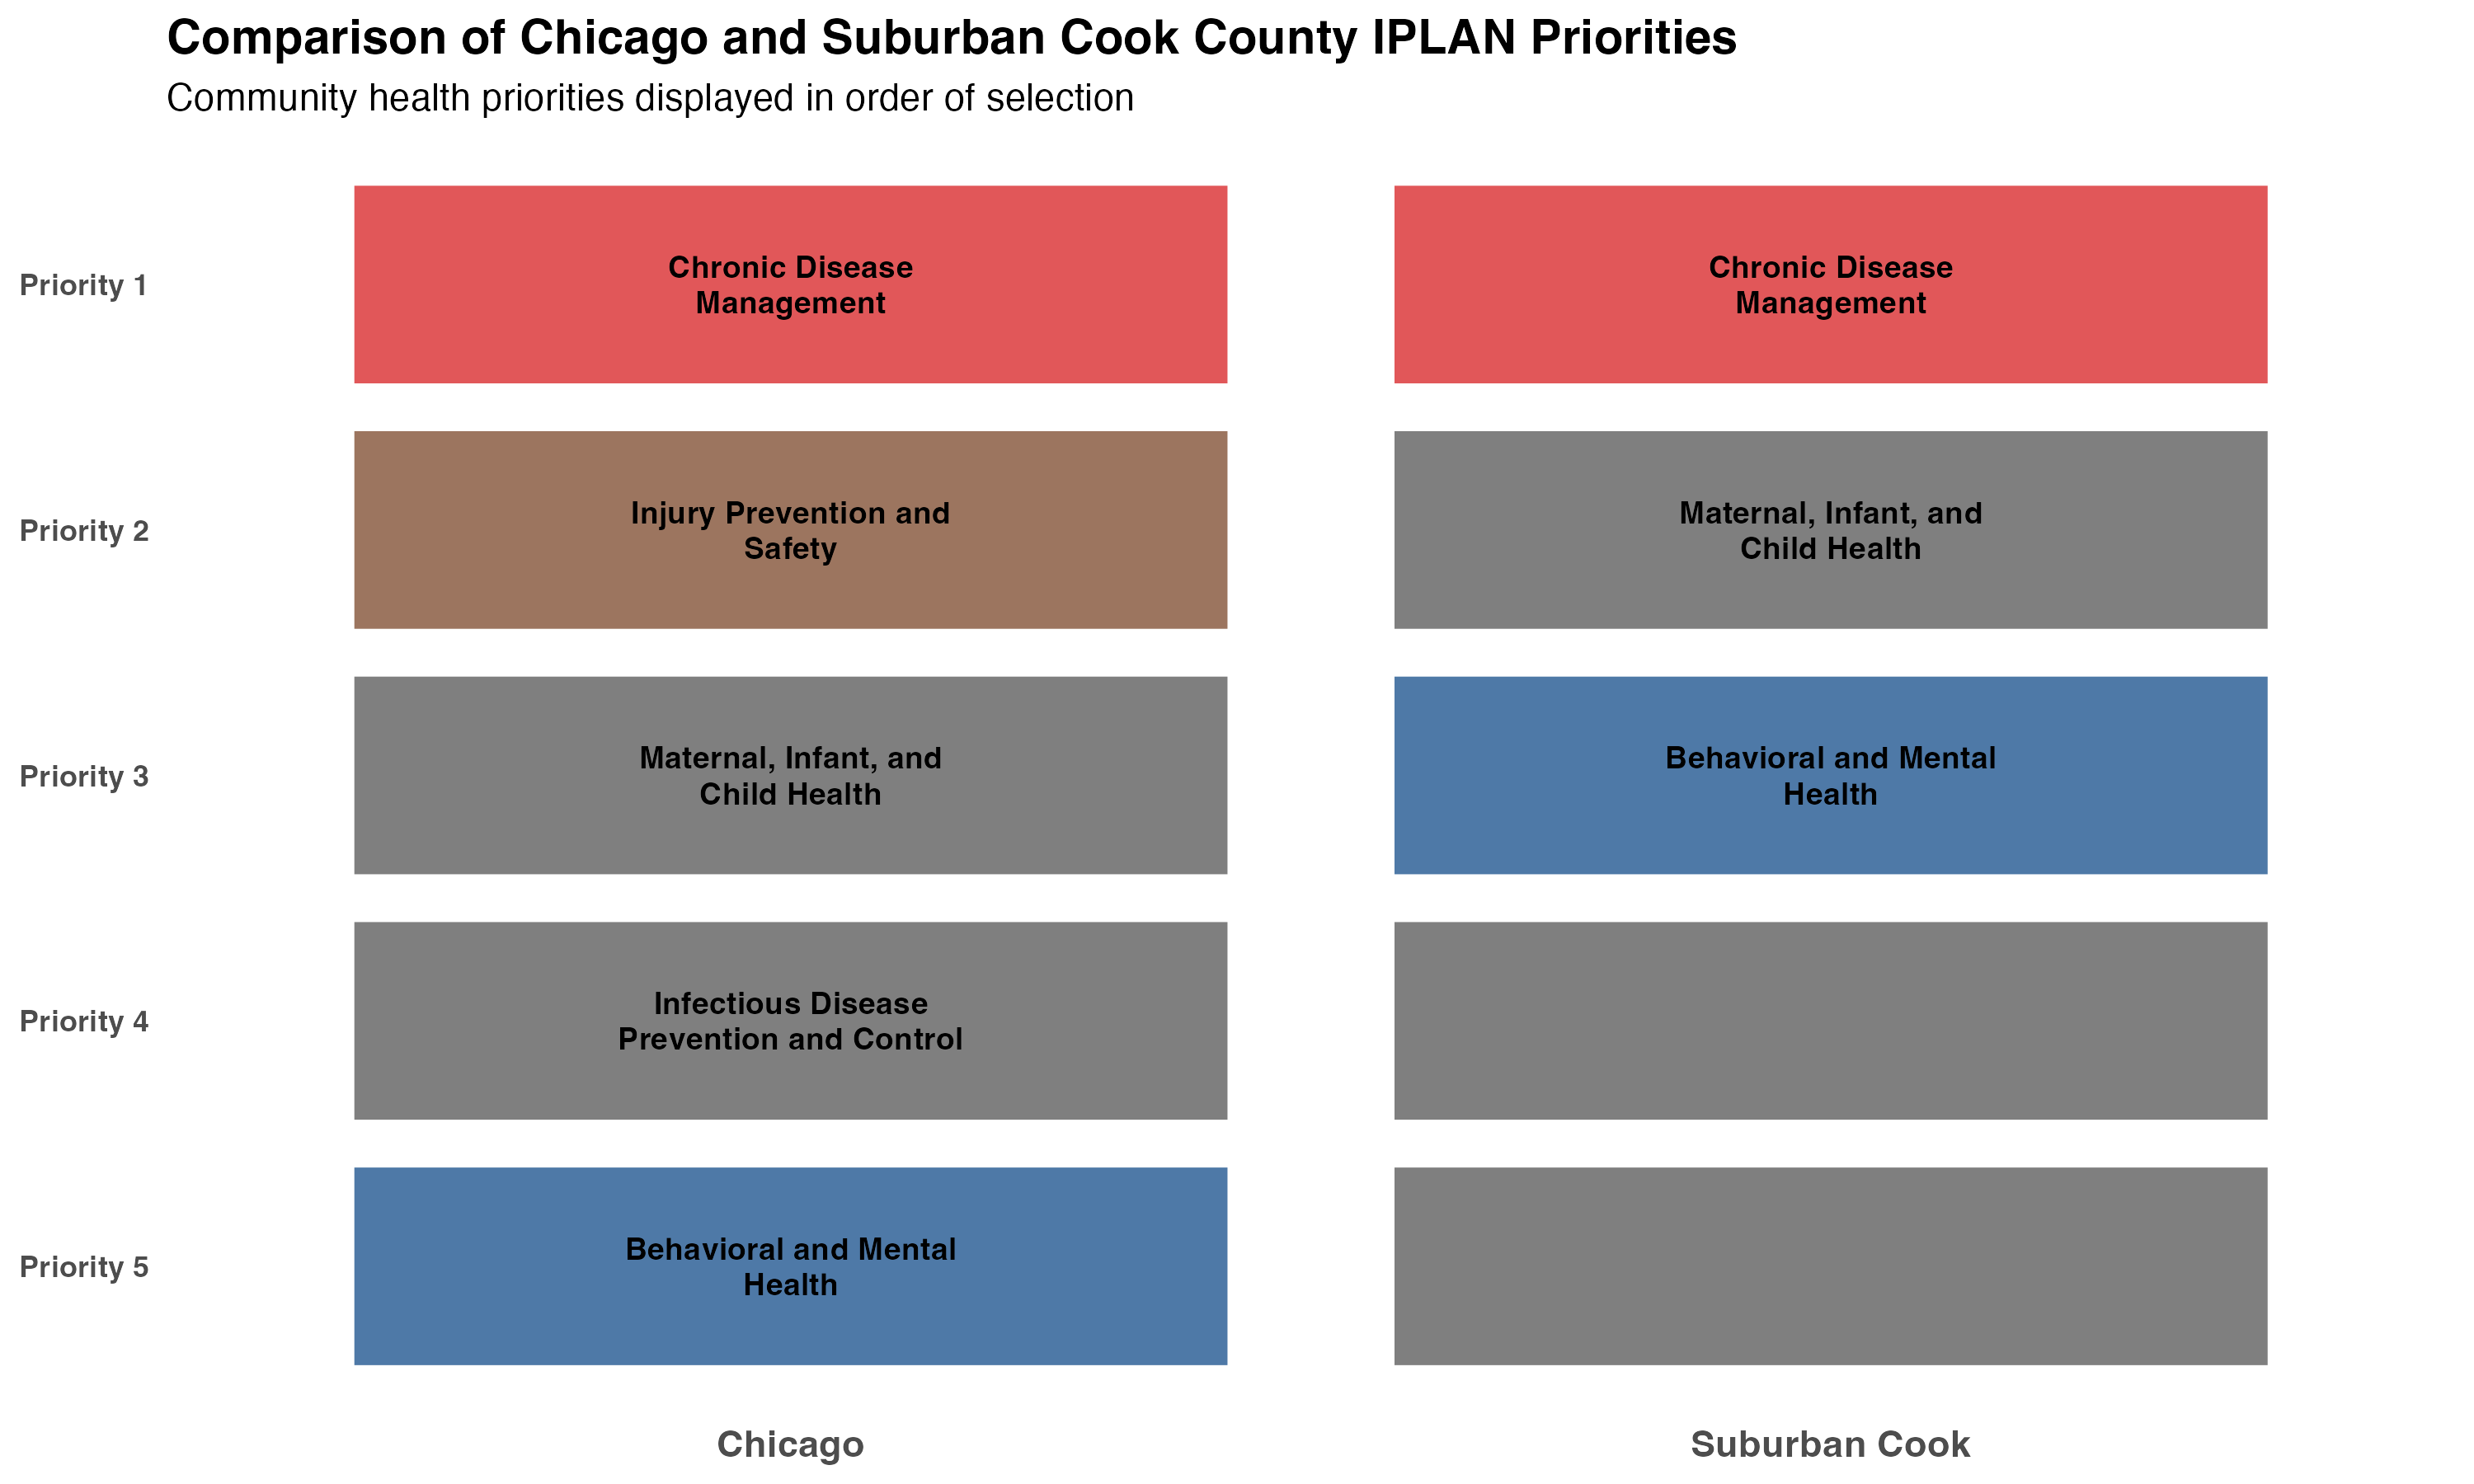 Comparison of Chicago and Suburban Cook County IPLAN Priorities
Community health priorities displayed in order of selection
Priority 1
Chronic Disease
Management
Chronic Disease
Management
Priority 2
Injury Prevention and
Safety
Maternal, Infant, and
Child Health
Priority 3
Maternal, Infant, and
Child Health
Behavioral and Mental
Health
Priority 4
Infectious Disease
Prevention and Control
Priority 5
Behavioral and Mental
Health
Chicago
Suburban Cook